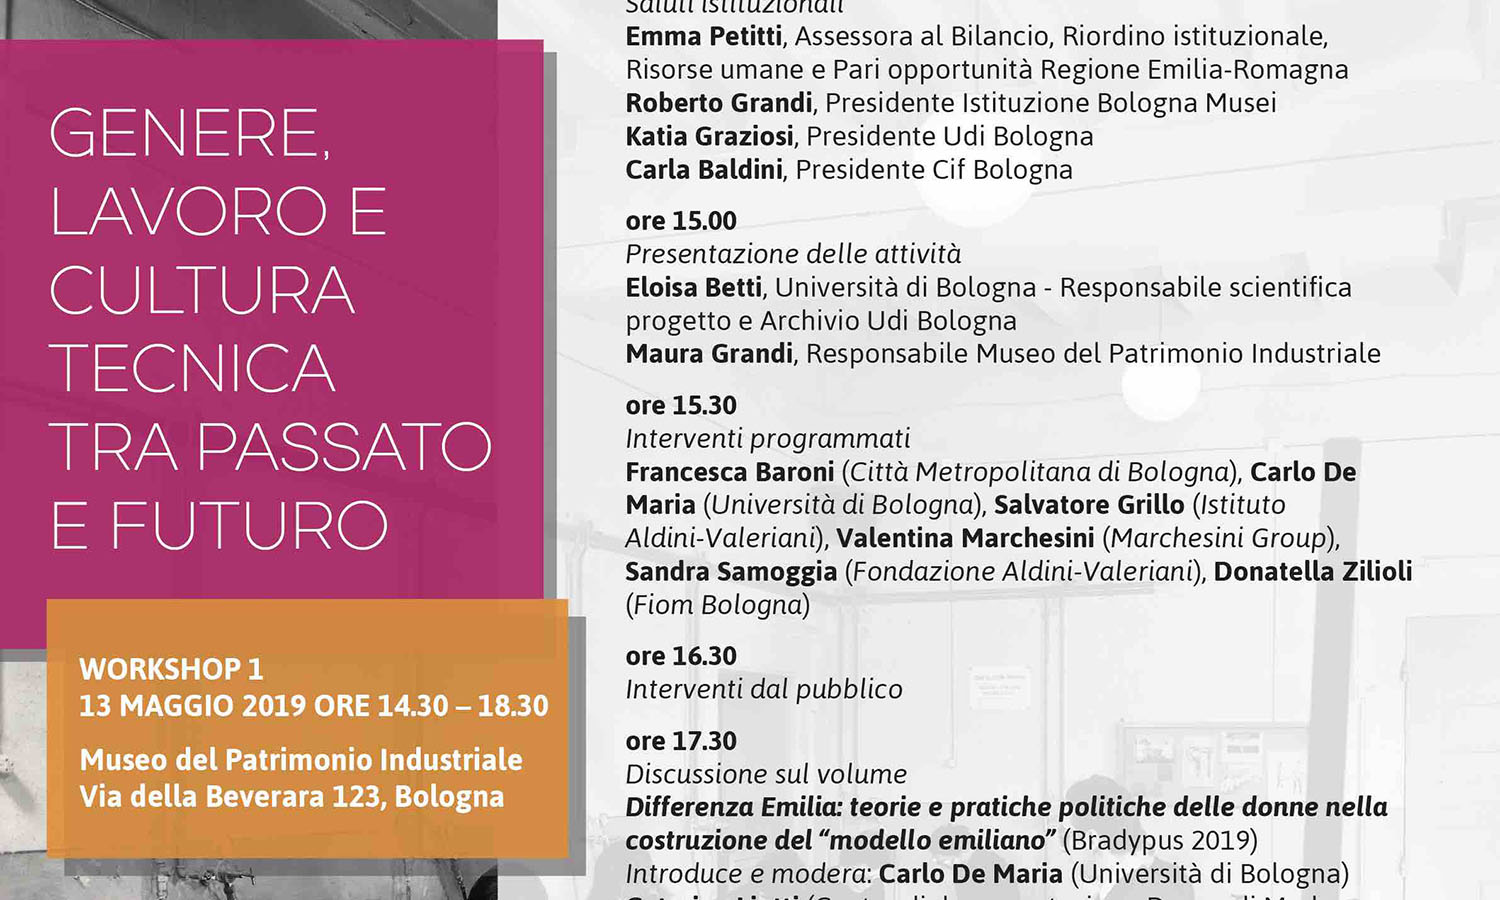 GENERE,
LAVORO E
CULTURA
TECNICA
TRA PASSATO
E FUTURO
WORKSHOP 1
13 MAGGIO 2019 ORE 14.30 – 18.30
Museo del Patrimonio Industriale
Via della Beverara 123, Bologna
Saluti istituzionali
Emma Petitti, Assessora al Bilancio, Riordino istituzionale,
Risorse umane e Pari opportunità Regione Emilia-Romagna
Roberto Grandi, Presidente Istituzione Bologna Musei
Katia Graziosi, Presidente Udi Bologna
Carla Baldini, Presidente Cif Bologna
ore 15.00
Presentazione delle attività
Eloisa Betti, Università di Bologna - Responsabile scientifica
progetto e Archivio Udi Bologna
Maura Grandi, Responsabile Museo del Patrimonio Industriale
ore 15.30
Interventi programmati
Francesca Baroni (Città Metropolitana di Bologna), Carlo De
Maria (Università di Bologna), Salvatore Grillo (Istituto
Aldini-Valeriani), Valentina Marchesini (Marchesini Group),
Sandra Samoggia (Fondazione Aldini-Valeriani), Donatella Zilioli
(Fiom Bologna)
ore 16.30
Interventi dal pubblico
ore 17.30
Discussione sul volume
Differenza Emilia: teorie e pratiche politiche delle donne nella
costruzione del “modello emiliano” (Bradypus 2019)
Introduce e modera: Carlo De Maria (Università di Bologna)